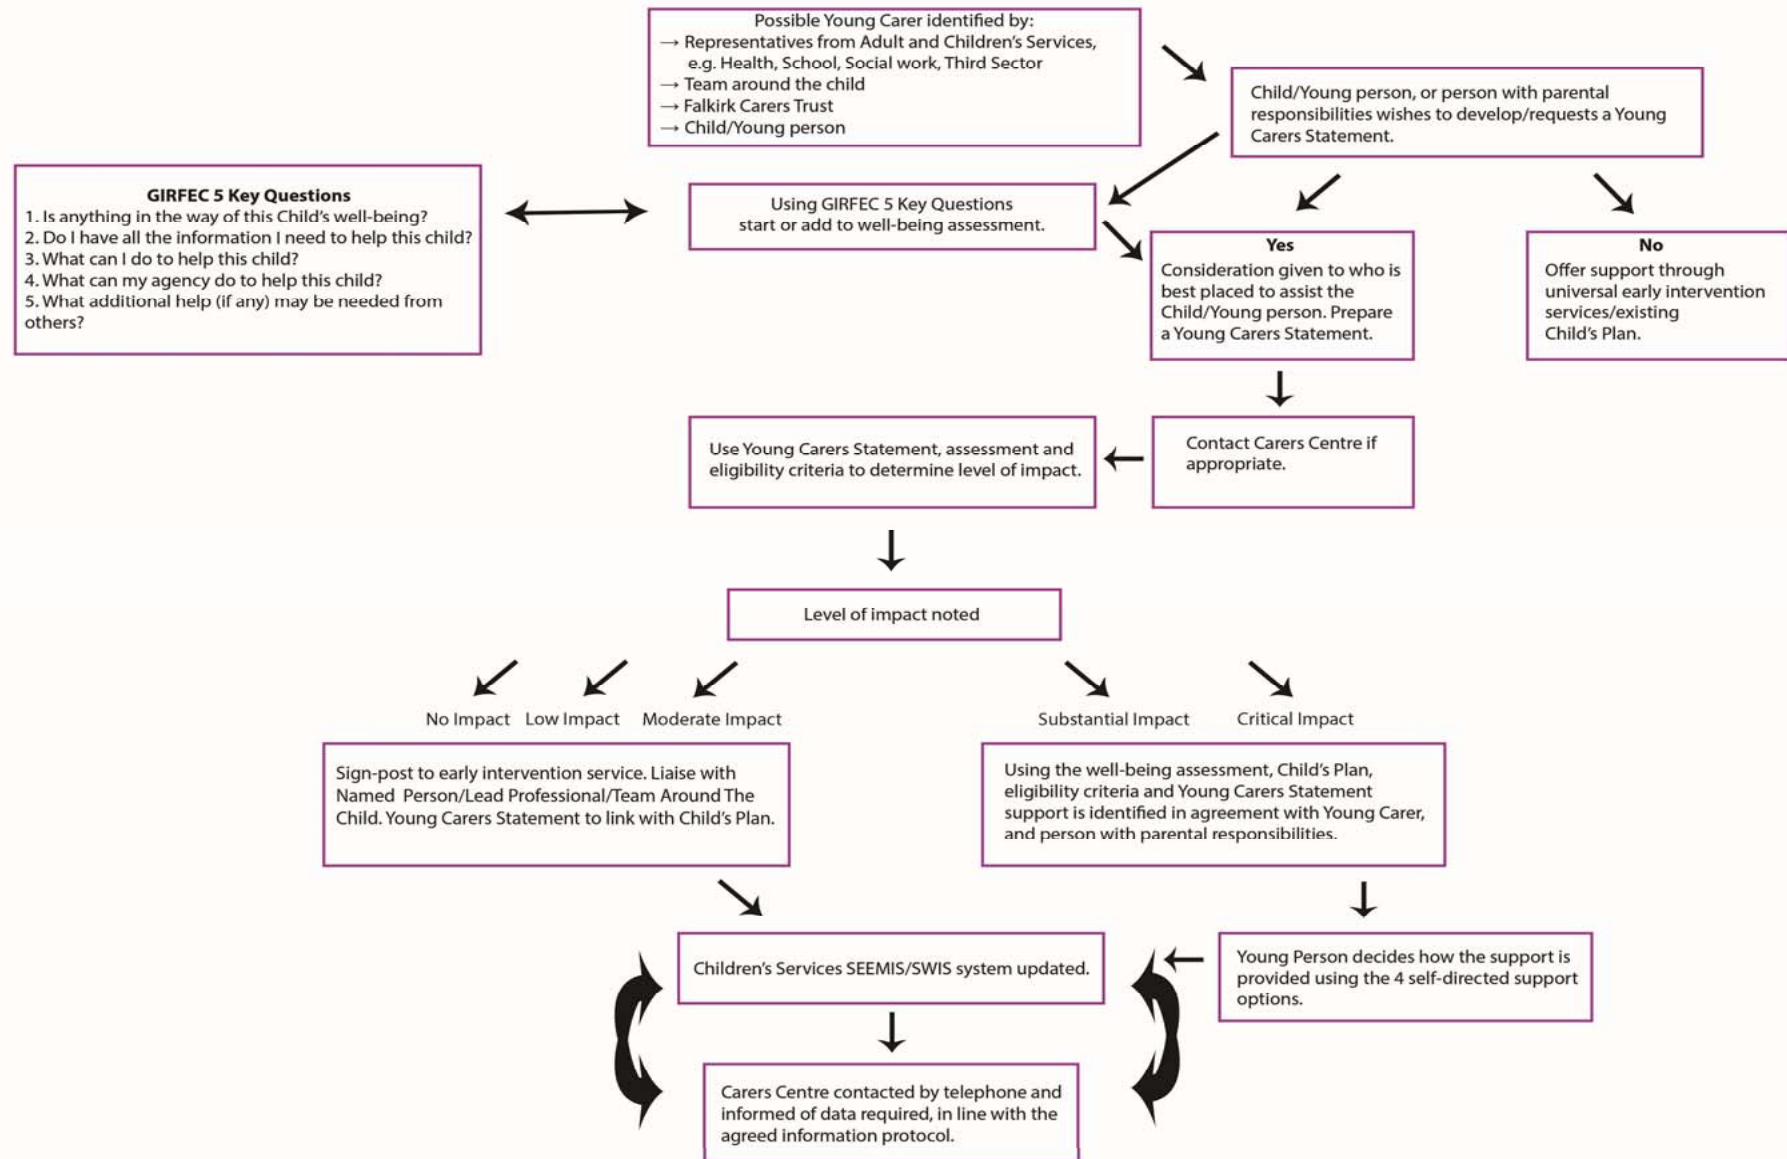 Possible Young Carer identified by:
→ Representatives from Adult and Children's Services,
e.g. Health, School, Social work, Third Sector
→ Team around the child
→ Falkirk Carers Trust
→ Child/Young person
Child/Young person, or person with parental
responsibilities wishes to develop/requests a Young
Carers Statement.
GIRFEC 5 Key Questions
1. Is anything in the way of this Child's well-being?
2. Do I have all the information I need to help this child?
3. What can I do to help this child?
4. What can my agency do to help this child?
5. What additional help (if any) may be needed from
others?
Using GIRFEC 5 Key Questions
start or add to well-being assessment.
Yes
Consideration given to who is
best placed to assist the
Child/Young person. Prepare
a Young Carers Statement.
No
Offer support through
universal early intervention
services/existing
Child's Plan.
Contact Carers Centre if
appropriate.
Use Young Carers Statement, assessment and
eligibility criteria to determine level of impact.
Level of impact noted
No Impact Low Impact Moderate Impact
Substantial Impact Critical Impact
Sign-post to early intervention service. Liaise with
Named Person/Lead Professional/Team Around The
Child. Young Carers Statement to link with Child's Plan.
Using the well-being assessment, Child's Plan,
eligibility criteria and Young Carers Statement
support is identified in agreement with Young Carer,
and person with parental responsibilities.
Young Person decides how the support is
provided using the 4 self-directed support
options.
Children's Services SEEMIS/SWIS system updated.
Carers Centre contacted by telephone and
informed of data required, in line with the
agreed information protocol.